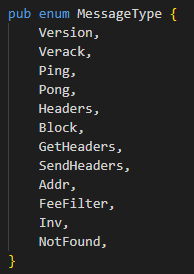 pub enum MessageType {
    Version,
    Verack,
    Ping,
    Pong,
    Headers,
    Block,
    GetHeaders,
    SendHeaders,
    Addr,
    FeeFilter,
    Inv,
    NotFound,
}